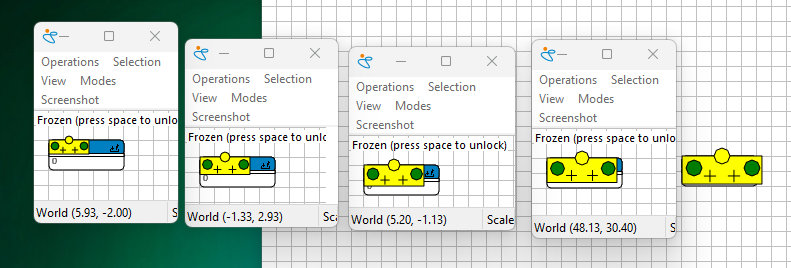 Operations Selection
View Modes
Screenshot
Frozen (press space to unlo
0
World (5.93, -2.00) S
Operations Selection
View Modes
Screenshot
Frozen (press space to unlc
0
World (-1.33, 2.93) Sca
Operations Selection
View Modes
Screenshot
Frozen (press space to unlock)
World (5.20, -1.13) Scale
Operations Selection
View Modes
Screenshot
Frozen (press space to unlo
World (48.13, 30.40) S